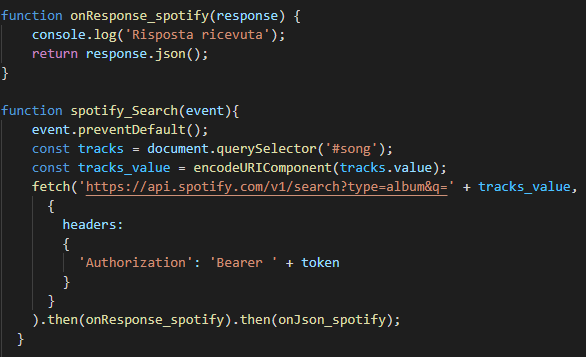 function onResponse_spotify(response) {
    console.log('Risposta ricevuta');
    return response.json();
}

function spotify_Search(event){
    event.preventDefault();
    const tracks = document.querySelector('#song');
    const tracks_value = encodeURIComponent(tracks.value);
    fetch('https://api.spotify.com/v1/search?type=album&q=' + tracks_value,
      {
        headers:
        {
          'Authorization': 'Bearer ' + token
        }
      }
    ).then(onResponse_spotify).then(onJson_spotify);
  }